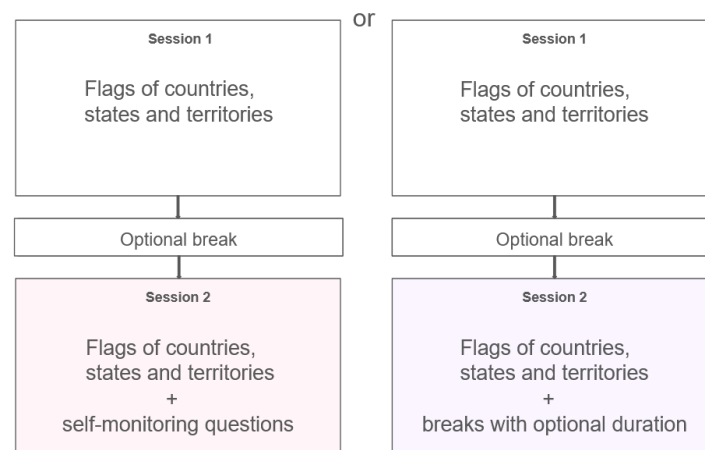 or
Session 1
Flags of countries,
states and territories
Optional break
Session 2
Flags of countries,
states and territories
+
self-monitoring questions
Session 1
Flags of countries,
states and territories
Optional break
Session 2
Flags of countries,
states and territories
+
breaks with optional duration